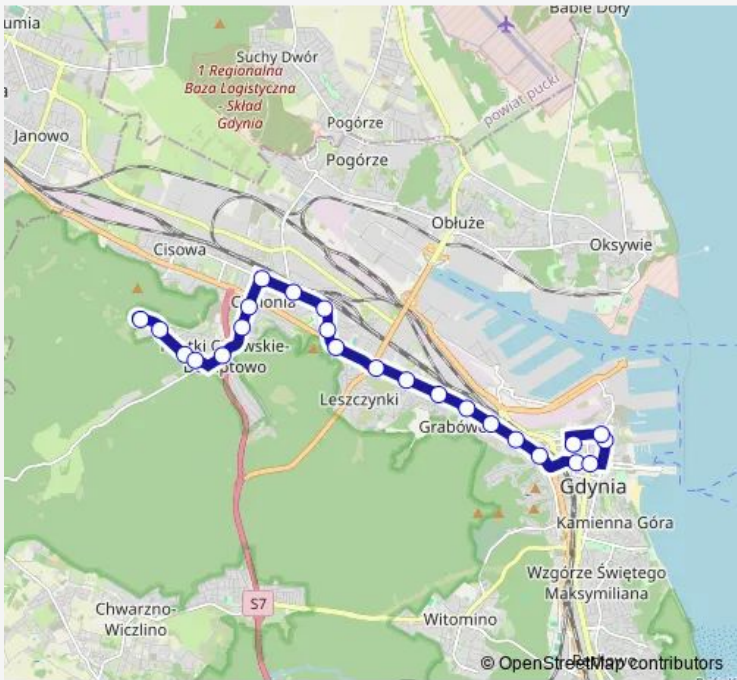 Babie Doły
umia
Suchy Dwór
1 Regionalna
Baza Logistyczna
- Skład
Gdynia
powiat pucki
Janowo
Pogórze
Pogórze
Obłuże
Cisowa
Oksywie
Leszczynki
Gdynia
Kamienna Góra
Wzgórze Świętego
Maksymiliana
S7
Chwarzno-
Wiczlino
Witomino
© OpenStreetMap contributors